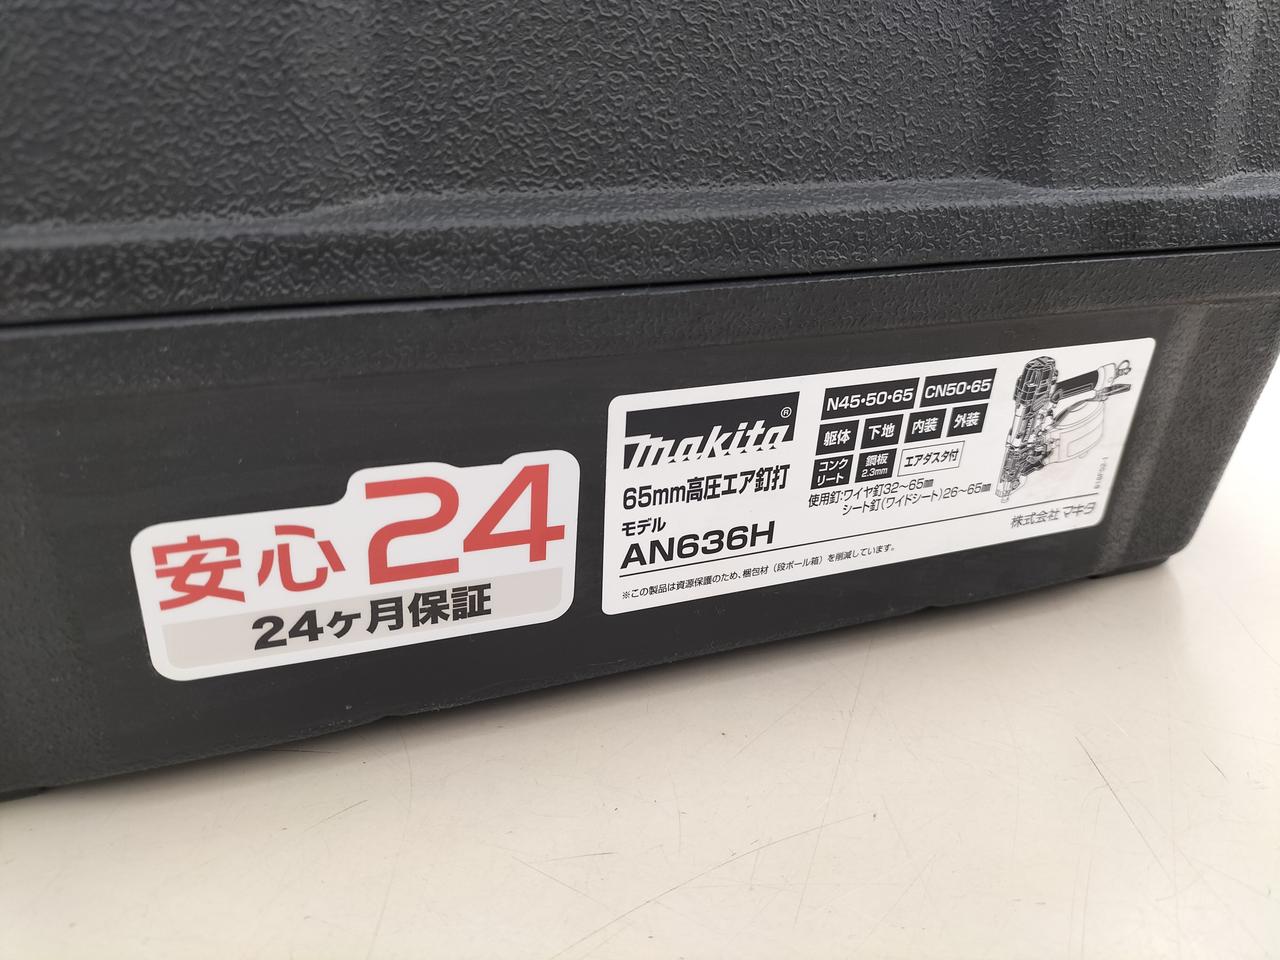 安心24
24ヶ月保証
makita®
65mm高圧エア釘打
モデル
AN636H
N45・50・65
CN50・65
躯体
下地
内装
外装
コンクリート
鋼板
2.3mm
エアダスタ付
使用釘:ワイヤ釘32～65mm
シート釘(ワイドシート)26～65mm
株式会社マキタ
※この製品は資源保護のため、梱包材(段ボール箱)を削減しています。